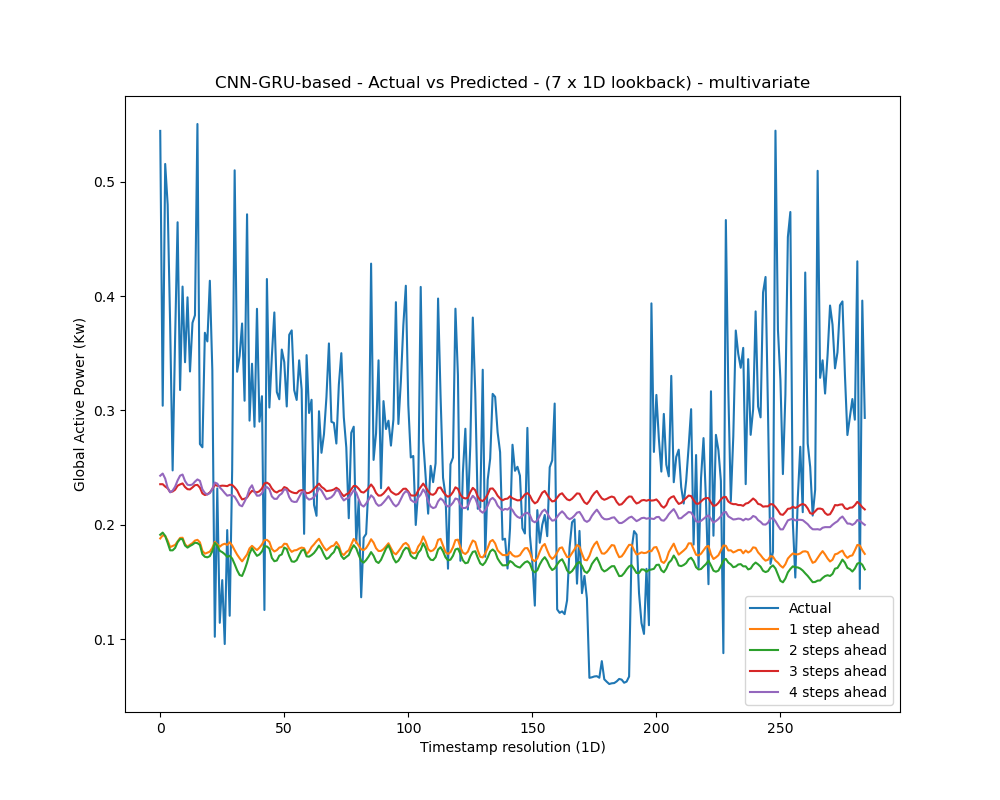 CNN-GRU-based - Actual vs Predicted - (7 x 1D lookback) - multivariate
Global Active Power (Kw)
0.5
0.4
0.3
0.2
0.1
0
50
100
150
200
250
Timestamp resolution (1D)
Actual
1 step ahead
2 steps ahead
3 steps ahead
4 steps ahead